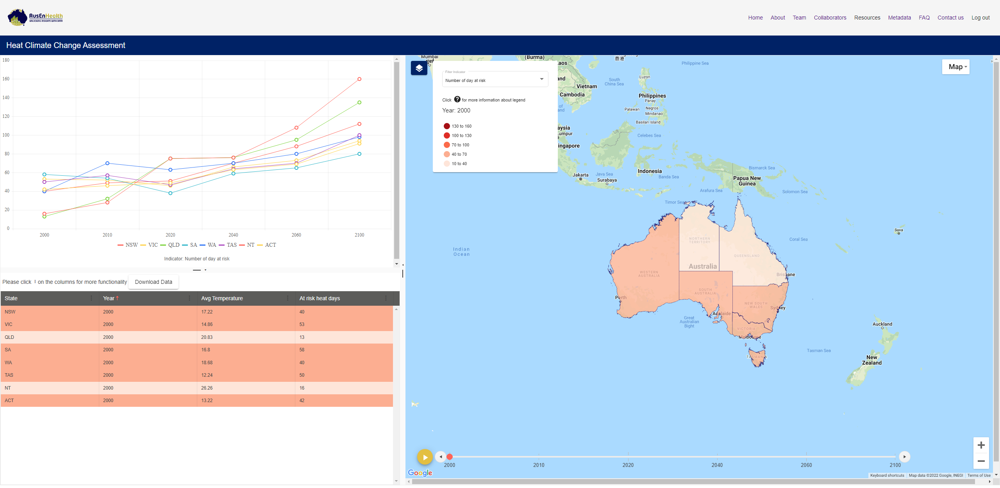 AusEnHealth
UNLOCKING INSIGHTS WITH DATA
Home About Team Collaborators Resources Metadata FAQ Contact us Log out
Heat Climate Change Assessment
180
160
140
120
100
80
60
40
20
0
2000 2010 2020 2040 2060 2100
NSW VIC QLD SA WA TAS NT ACT
Indicator: Number of day at risk
Please click on the columns for more functionality Download Data
State Year Avg Temperature At risk heat days
NSW 2000 17.22 40
VIC 2000 14.86 53
QLD 2000 20.83 13
SA 2000 16.8 58
WA 2000 18.68 40
TAS 2000 12.24 50
NT 2000 26.26 16
ACT 2000 13.22 42
Filter Indicator
Number of day at risk
Click ? for more information about legend
Year: 2000
130 to 160
100 to 130
70 to 100
40 to 70
10 to 40
Map
Mumbai
(Burma)
香港
Philippine Sea
Luzon
South
China Sea
Vietnam
Cambodia
Philippines
Panay
Palawan
Negros
Mindanao
Basilan Island
Celebes Sea
aysia
umpur
ingapore
aos
and
of
and
Jakarta
Java Sea
Surabaya
Indonesia
Banda Sea
Bismarck Sea
Papua New
Guinea
Arafura Sea
Solomon Sea
Timor Sea
Suva
Coral Sea
Indian
Ocean
NORTHERN
TERRITORY
QUEENSLAND
Australia
WESTERN
AUSTRALIA
Brisbane
SOUTH
AUSTRALIA
Perth
NEW SOUTH
WALES
Sydney
Adelaide
Great
Australian
Bight
VICTORIA
Melbourne
TASMANIA
Auckland
Tasman Sea
New
Zealand
2000 2010 2020 2040 2060 2100
Google
Keyboard shortcuts Map data ©2022 Google, INEGI Terms of Use